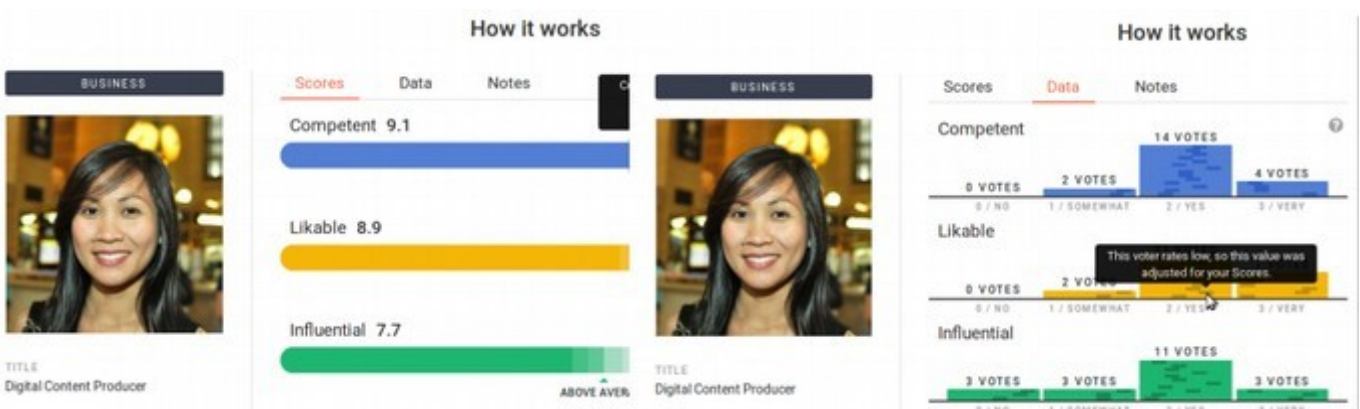 How it works
BUSINESS
Scores Data Notes
Competent 9.1
Likable 8.9
Influential 7.7
ABOVE
TITLE
Digital Content Producer
How it works
BUSINESS
Scores Data Notes
Competent
14 VOTES
4 VOTES
2 VOTES
0 VOTES
0 / NO 1 / SOMEWHAT 2 / YES 3 / VERY
Likable
This voter rates low, so this value was
adjusted for your Scores.
0 VOTES 2
0 / NO 1 / SOMEWHAT 2 / YES 3 / VERY
Influential
11 VOTES
3 VOTES 3 VOTES 3 VOTES
TITLE
Digital Content Producer